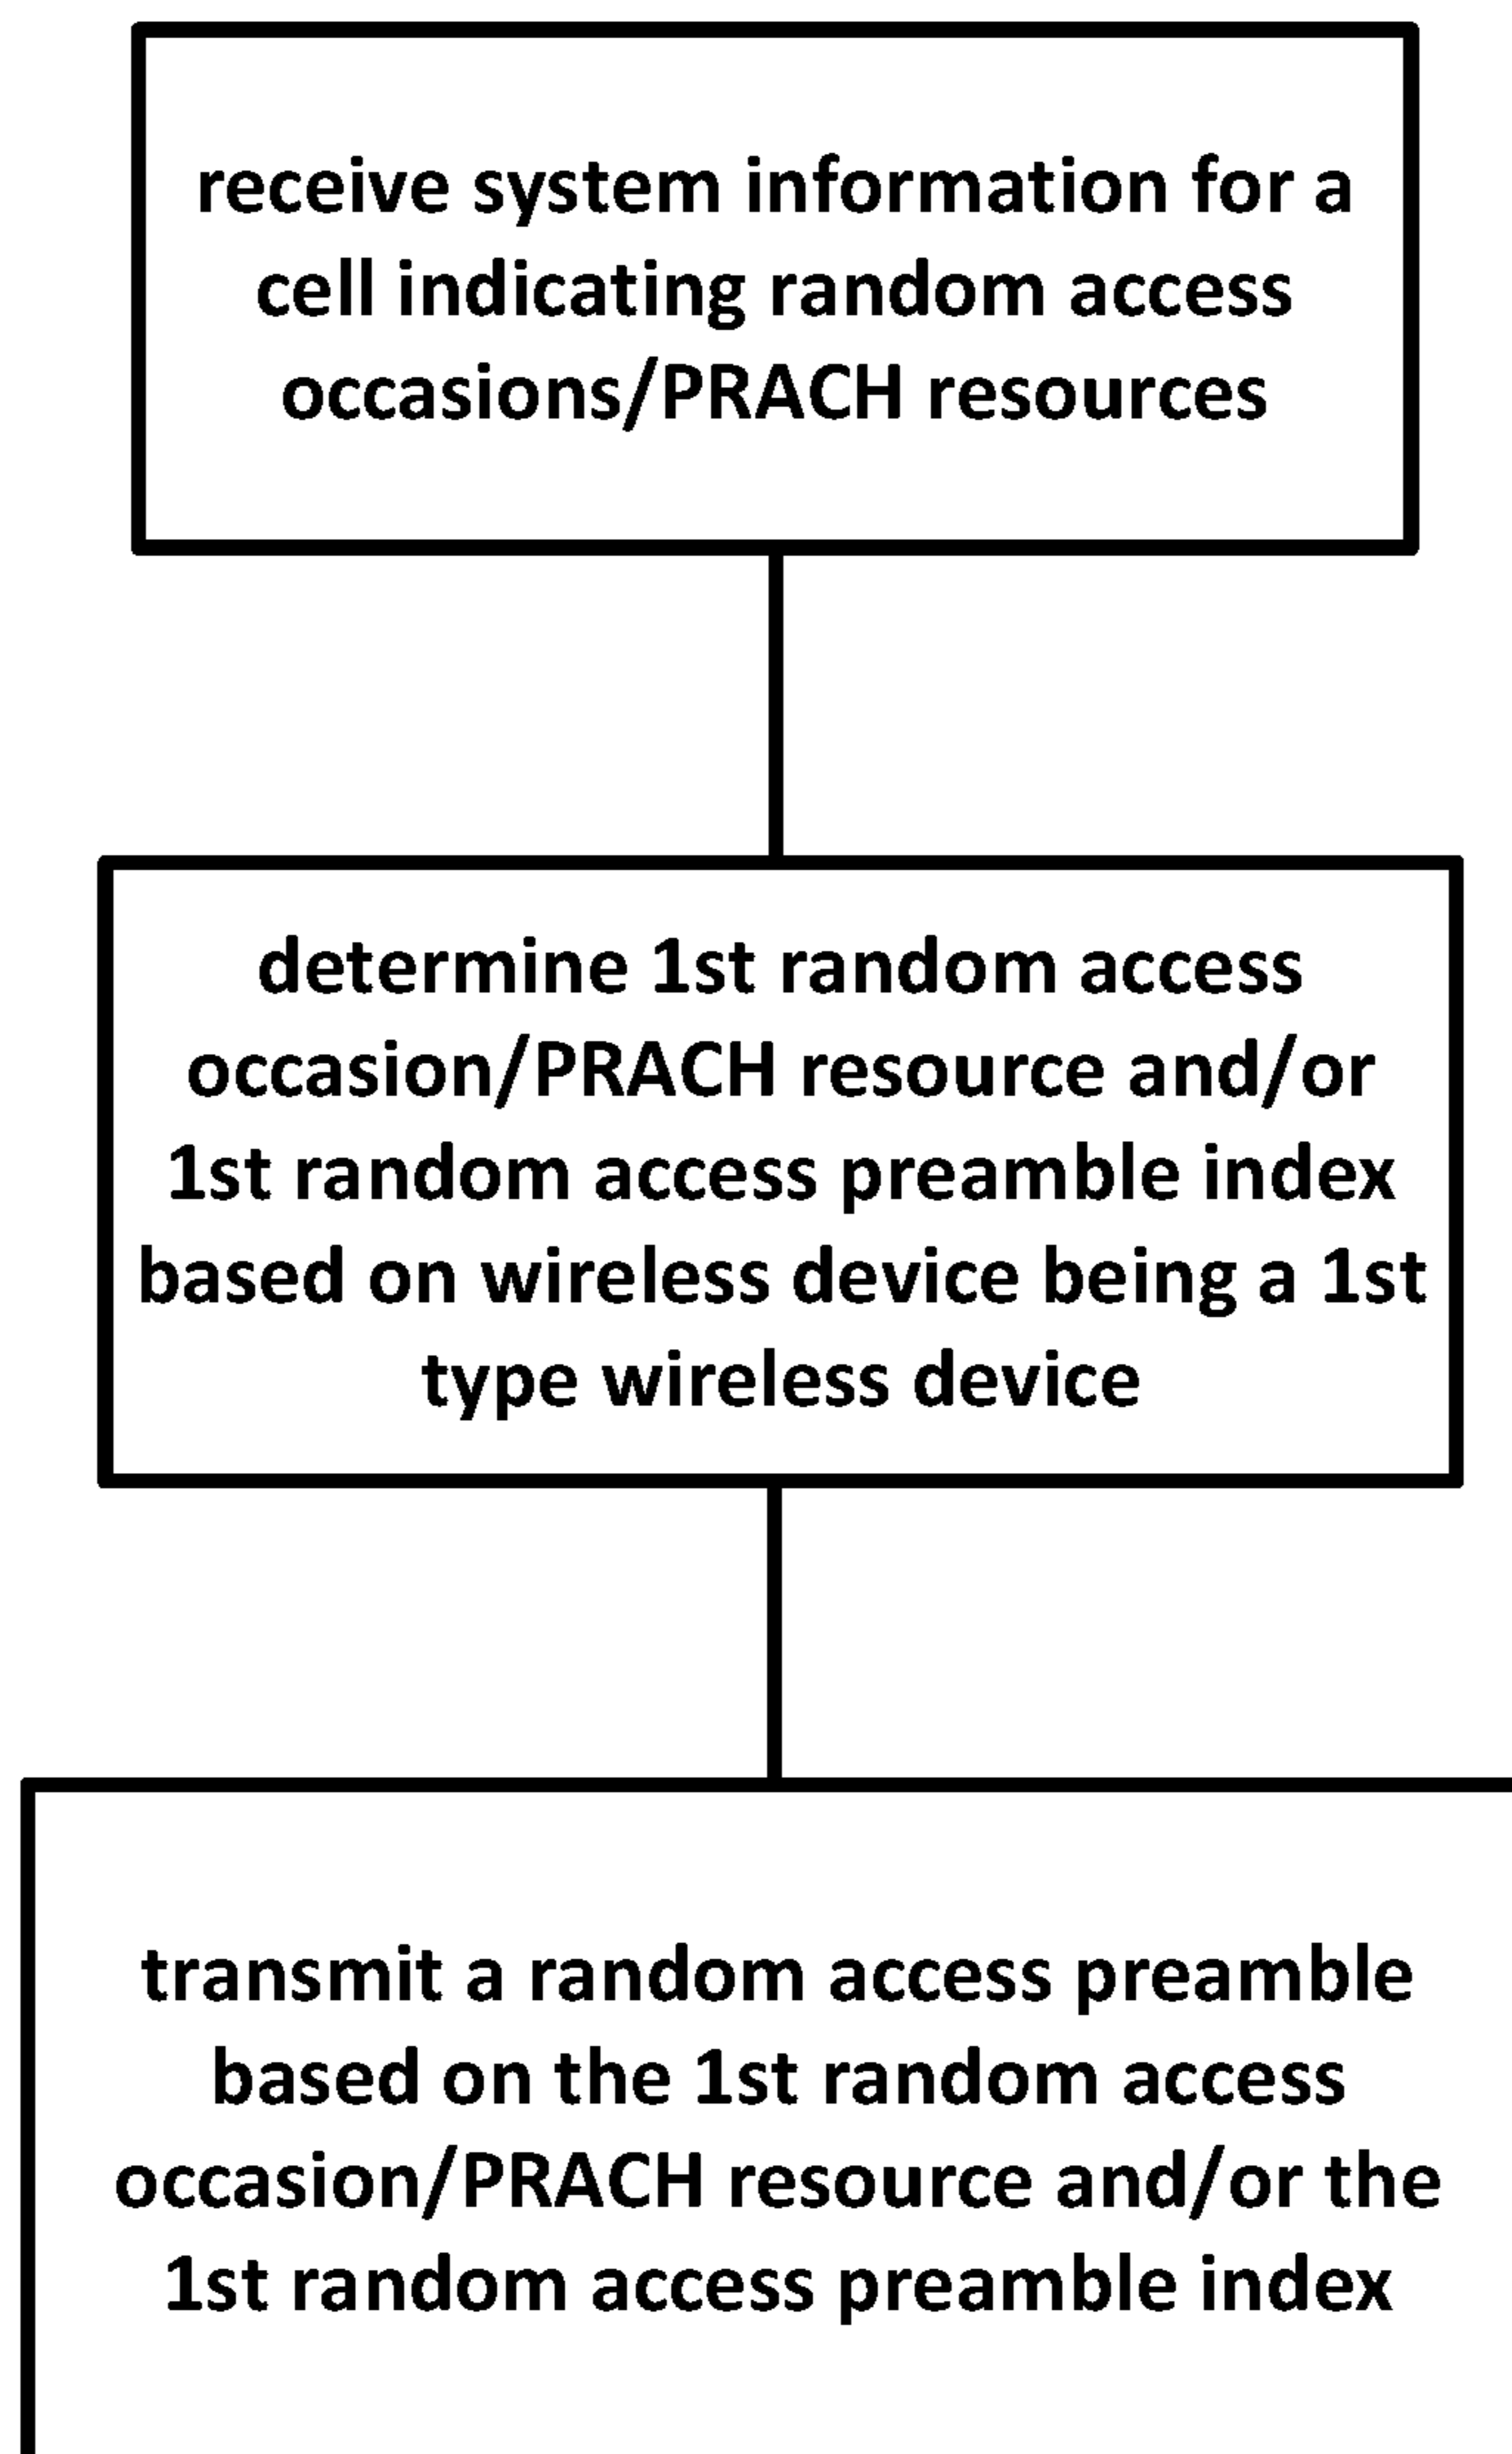 receive system information for a
cell indicating random access
occasions/PRACH resources
determine 1st random access
occasion/PRACH resource and/or
1st random access preamble index
based on wireless device being a 1st
type wireless device
transmit a random access preamble
based on the 1st random access
occasion/PRACH resource and/or the
1st random access preamble index